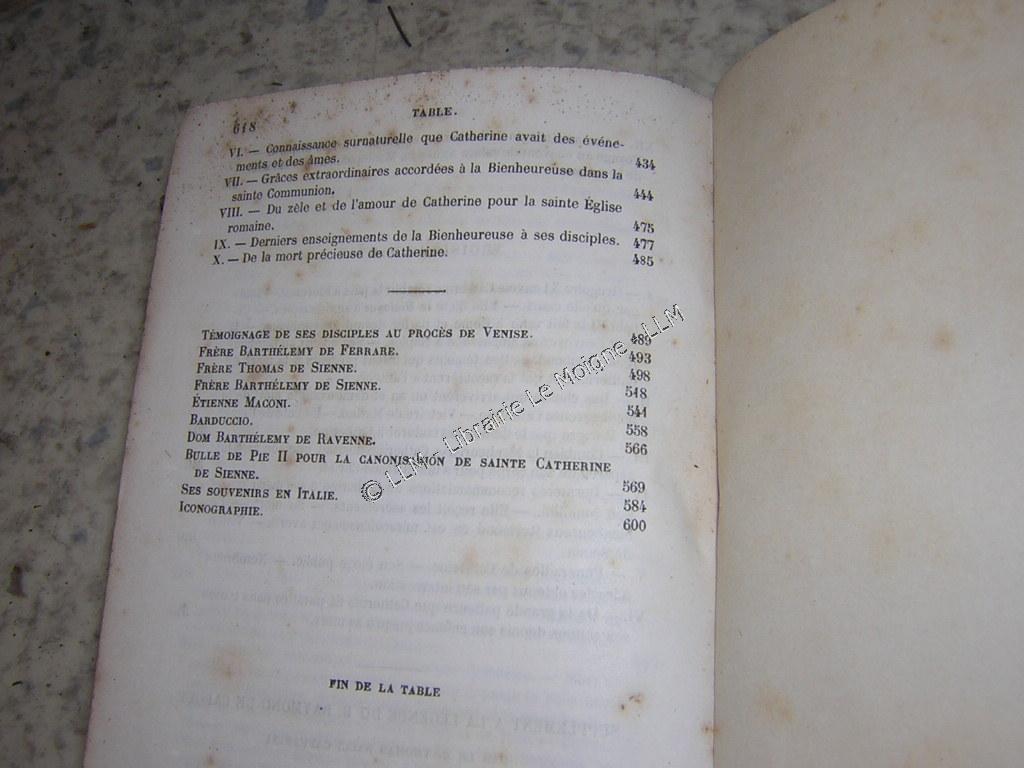 618
TABLE.
VI. — Connaissance surnaturelle que Catherine avait des événe-
ments et des âmes. 434
VII. — Grâces extraordinaires accordées à la Bienheureuse dans la
sainte Communion. 444
VIII. — Du zèle et de l'amour de Catherine pour la sainte Église
romaine. 475
IX. — Derniers enseignements de la Bienheureuse à ses disciples. 477
X. — De la mort précieuse de Catherine. 485
TÉMOIGNAGE DE SES DISCIPLES AU PROCÈS DE VENISE. 489
FRÈRE BARTHÉLEMY DE FERRARE. 493
FRÈRE THOMAS DE SIENNE. 498
FRÈRE BARTHÉLEMY DE SIENNE. 518
ÉTIENNE MACONI. 541
BARDUCCIO. 558
DOM BARTHÉLEMY DE RAVENNE. 566
BULLE DE PIE II POUR LA CANONISATION DE SAINTE CATHERINE
DE SIENNE. 569
SES SOUVENIRS EN ITALIE. 584
ICONOGRAPHIE. 600
FIN DE LA TABLE
© LLM - Librairie Le Moigne - LLM